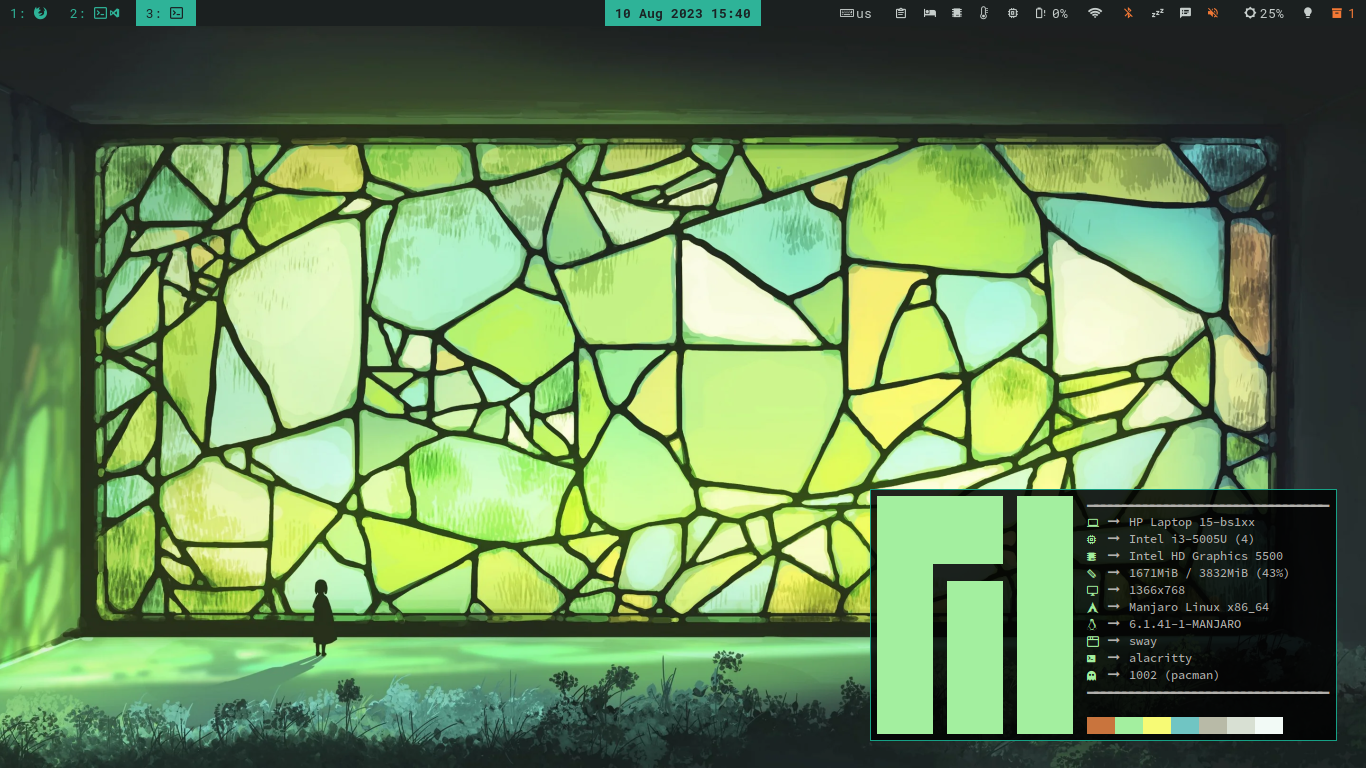 1: 2: 3: 10 Aug 2023 15:40 us 0% 25% 1
HP Laptop 15-bs1xx
Intel i3-5005U (4)
Intel HD Graphics 5500
1671MiB / 3832MiB (43%)
1366x768
Manjaro Linux x86_64
6.1.41-1-MANJARO
sway
alacritty
1002 (pacman)